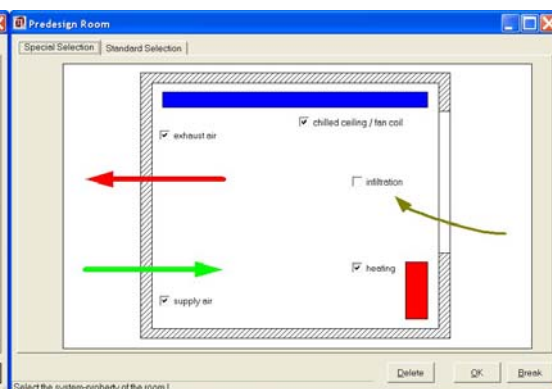 Predesign Room
Special Selection
Standard Selection
chilled ceiling / fan coil
exhaust air
infiltration
heating
supply air
Delete
OK
Break
Select the system-property of the room !